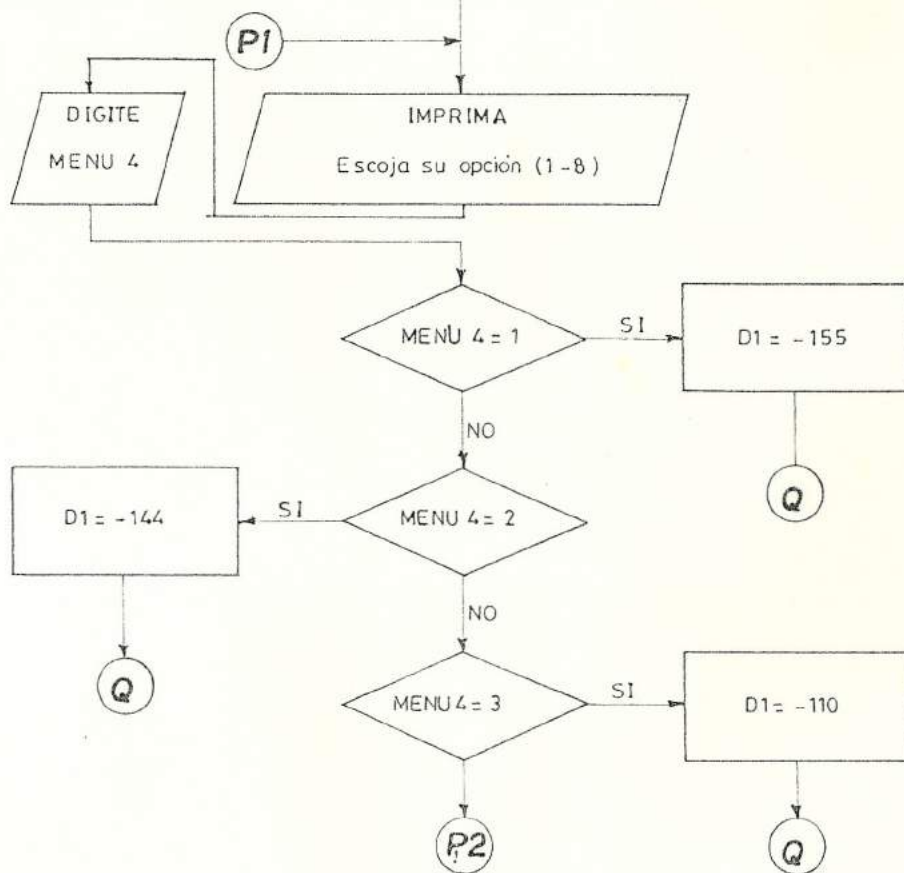 P1
DIGITE
MENU 4
IMPRIMA
Escoja su opción (1-8)
MENU 4 = 1
SI
D1 = -155
NO
Q
MENU 4 = 2
SI
D1 = -144
NO
Q
MENU 4 = 3
SI
D1 = -110
P2
Q